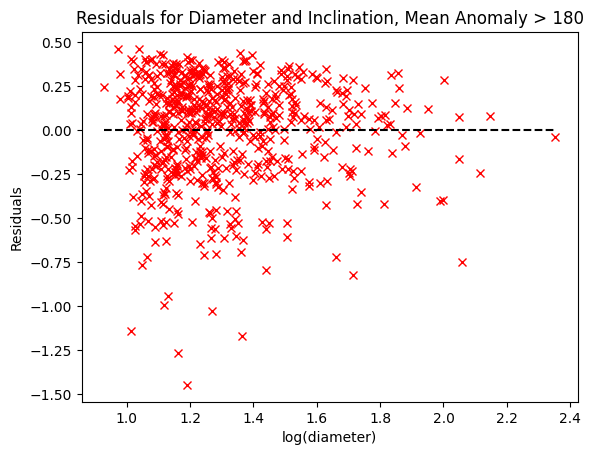 Residuals for Diameter and Inclination, Mean Anomaly > 180
0.50
0.25
0.00
−0.25
−0.50
−0.75
−1.00
−1.25
−1.50
Residuals
1.0 1.2 1.4 1.6 1.8 2.0 2.2 2.4
log(diameter)